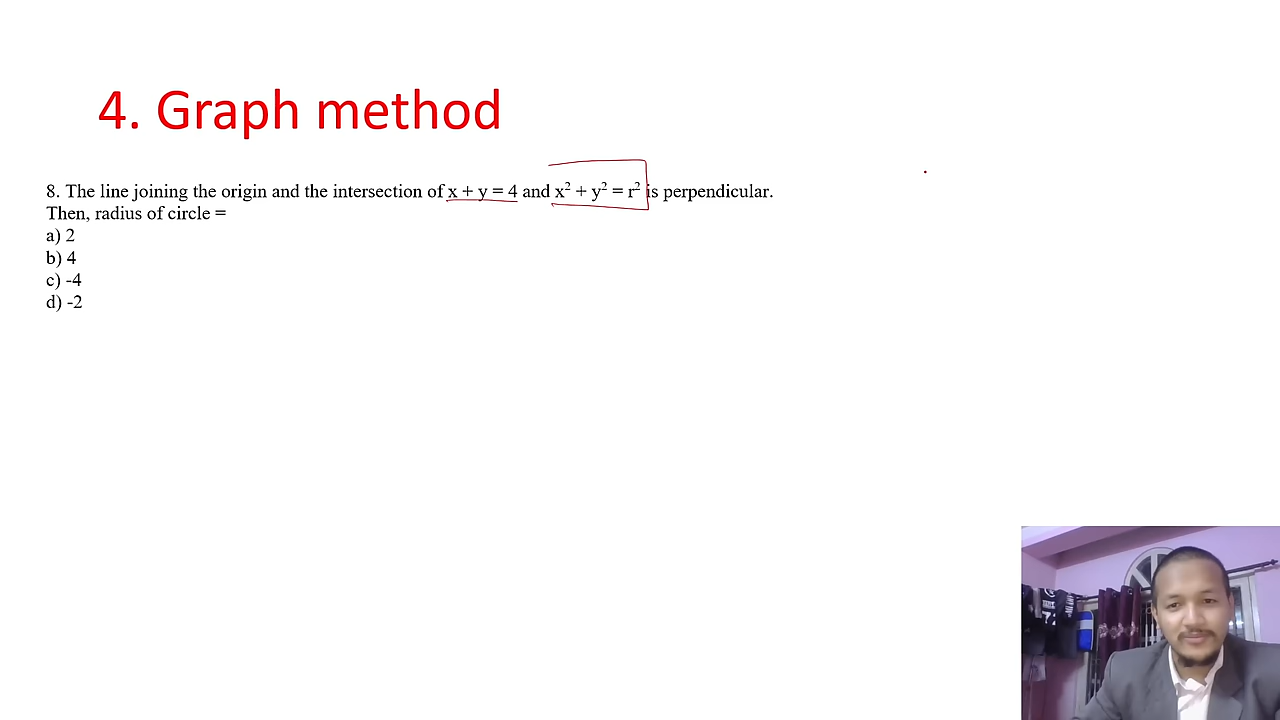 4. Graph method
8. The line joining the origin and the intersection of x + y = 4 and x² + y² = r² is perpendicular.
Then, radius of circle =
a) 2
b) 4
c) -4
d) -2